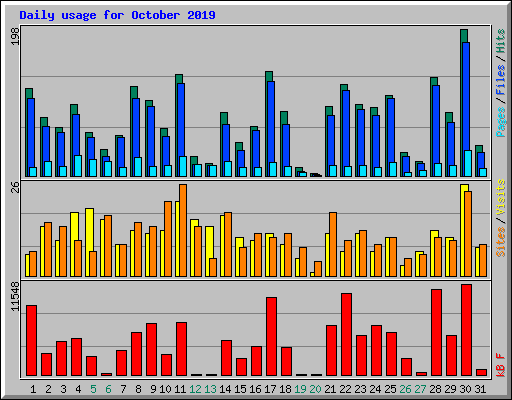 Daily usage for October 2019
198
Pages / Files / Hits
26
Sites / Visits
11548
kB F
1 2 3 4 5 6 7 8 9 10 11 12 13 14 15 16 17 18 19 20 21 22 23 24 25 26 27 28 29 30 31